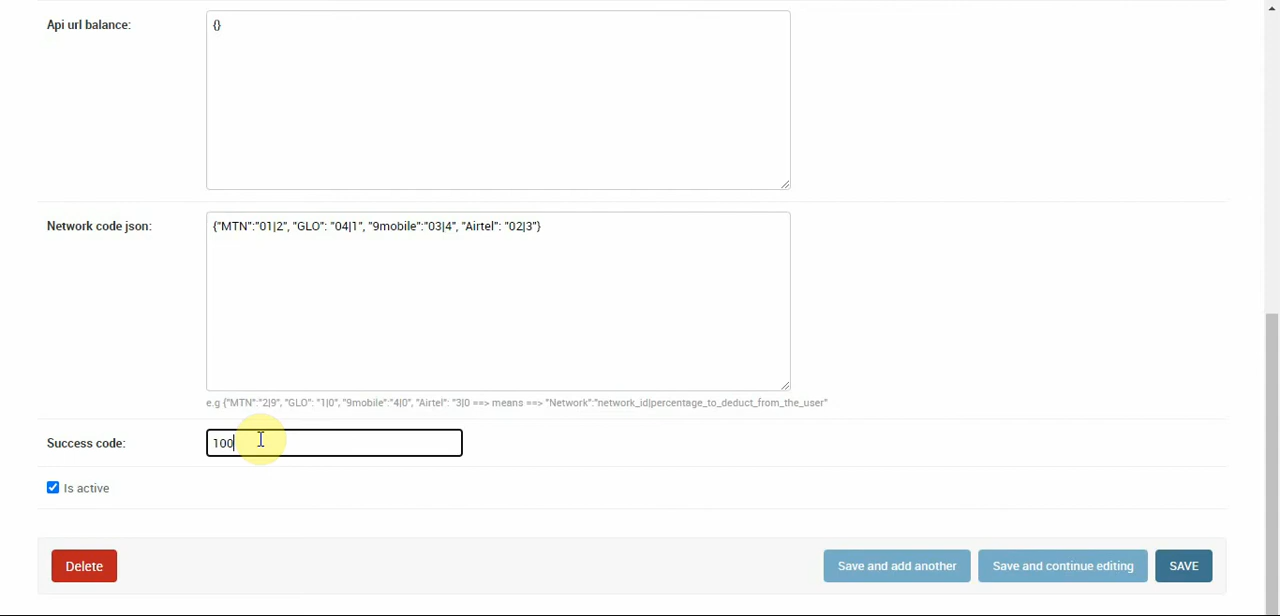 Api url balance:
{}
Network code json:
{"MTN":"01|2", "GLO": "04|1", "9mobile":"03|4", "Airtel": "02|3"}
e.g {"MTN":"2|9", "GLO": "1|0", "9mobile":"4|0", "Airtel": "3|0 ==> means ==> "Network":"network_id|percentage_to_deduct_from_the_user"
Success code:
100
Is active
Delete
Save and add another
Save and continue editing
SAVE